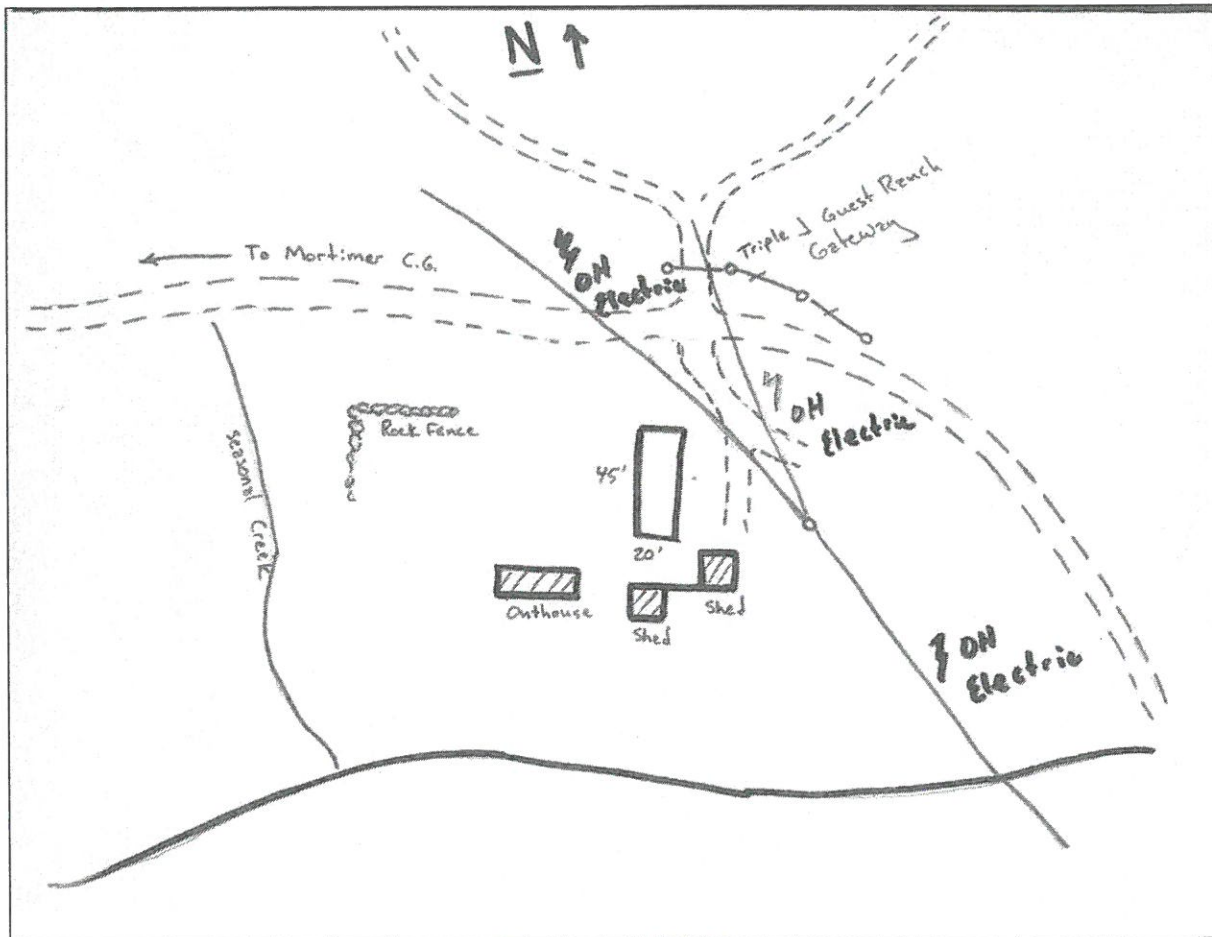 N
Triple J Guest Ranch
Gateway
To Mortimer C.G.
OH
Electric
OH
Electric
Rock Fence
seasonal Creek
45'
20'
Outhouse
Shed
Shed
OH
Electric